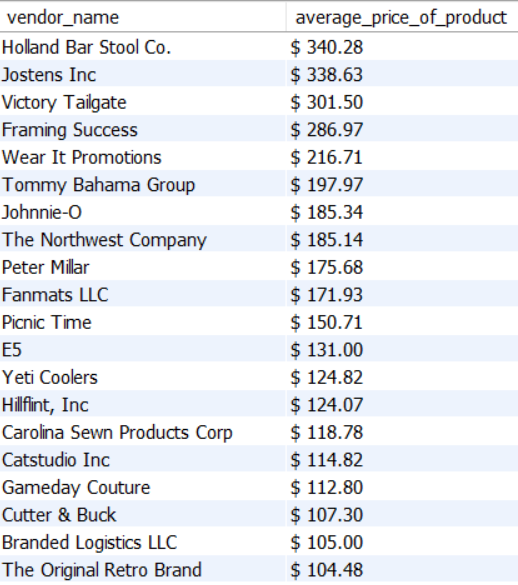 vendor_name average_price_of_product
Holland Bar Stool Co. $ 340.28
Jostens Inc $ 338.63
Victory Tailgate $ 301.50
Framing Success $ 286.97
Wear It Promotions $ 216.71
Tommy Bahama Group $ 197.97
Johnnie-O $ 185.34
The Northwest Company $ 185.14
Peter Millar $ 175.68
Fanmats LLC $ 171.93
Picnic Time $ 150.71
E5 $ 131.00
Yeti Coolers $ 124.82
Hillflint, Inc $ 124.07
Carolina Sewn Products Corp $ 118.78
Catstudio Inc $ 114.82
Gameday Couture $ 112.80
Cutter & Buck $ 107.30
Branded Logistics LLC $ 105.00
The Original Retro Brand $ 104.48